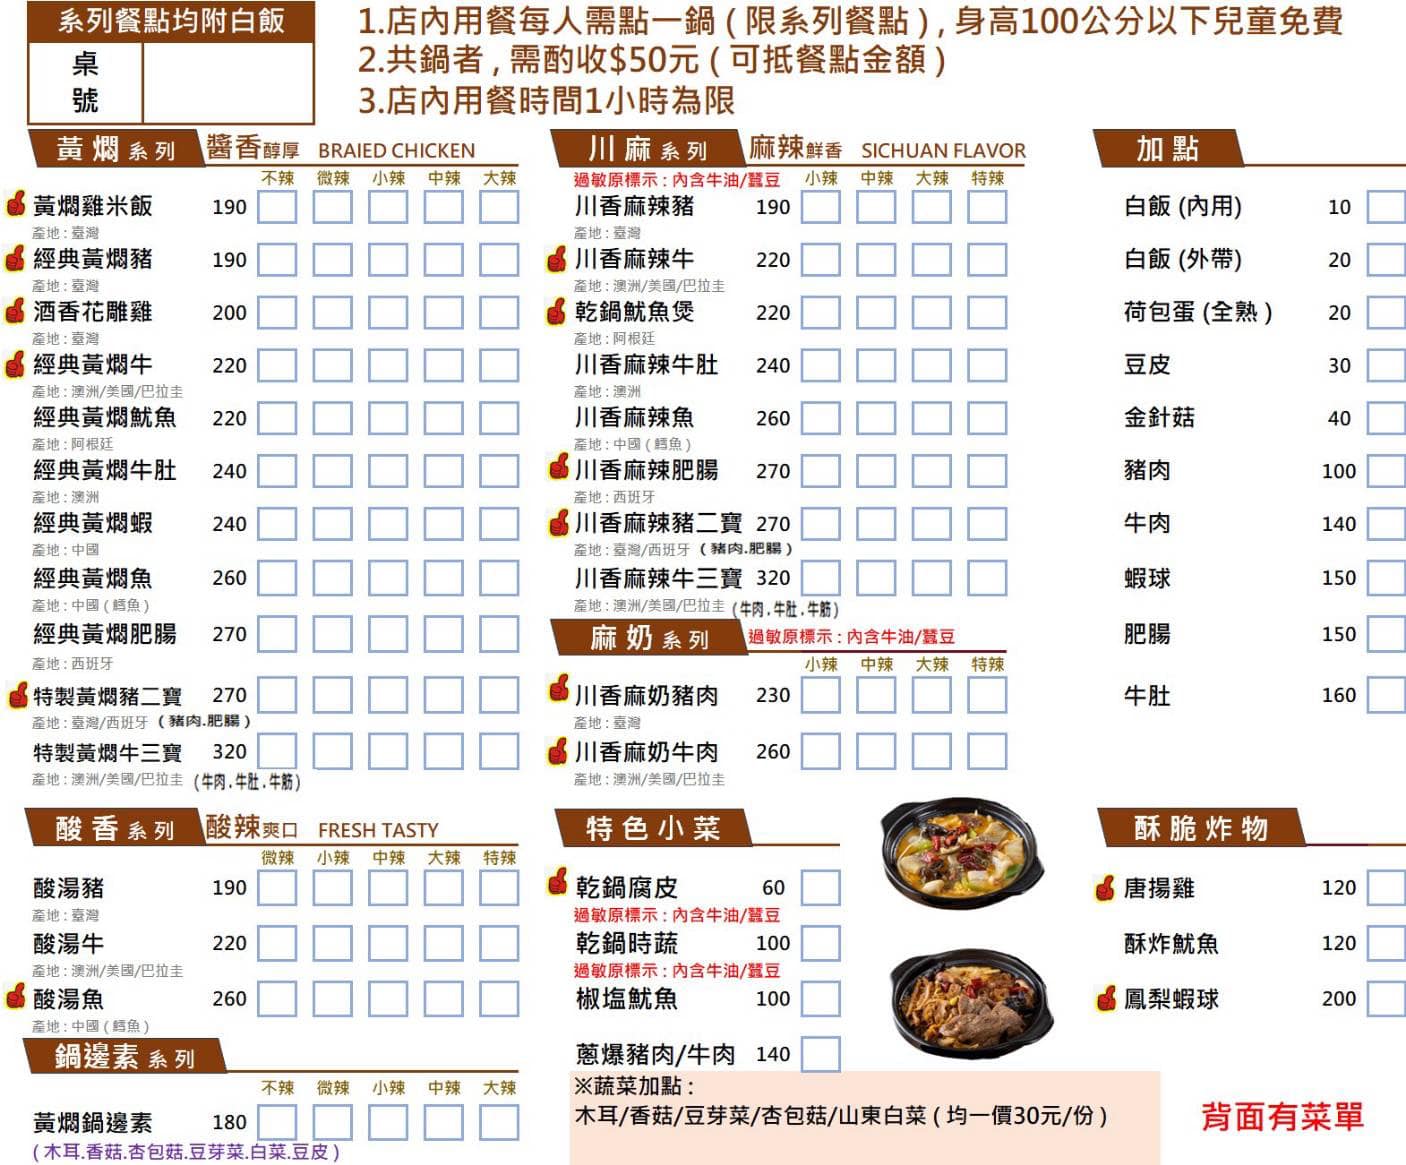 系列餐點均附白飯
桌號
1.店內用餐每人需點一鍋 ( 限系列餐點 ) , 身高100公分以下兒童免費
2.共鍋者 , 需酌收$50元 ( 可抵餐點金額 )
3.店內用餐時間1小時為限
黃燜系列 醬香醇厚 BRAIED CHICKEN
不辣 微辣 小辣 中辣 大辣
黃燜雞米飯 190
產地 : 臺灣
經典黃燜豬 190
產地 : 臺灣
酒香花雕雞 200
產地 : 臺灣
經典黃燜牛 220
產地 : 澳洲/美國/巴拉圭
經典黃燜魷魚 220
產地 : 阿根廷
經典黃燜牛肚 240
產地 : 澳洲
經典黃燜蝦 240
產地 : 中國
經典黃燜魚 260
產地 : 中國 ( 鱈魚 )
經典黃燜肥腸 270
產地 : 西班牙
特製黃燜豬二寶 270
產地 : 臺灣/西班牙 ( 豬肉.肥腸 )
特製黃燜牛三寶 320
產地 : 澳洲/美國/巴拉圭 ( 牛肉 . 牛肚 . 牛筋 )
川麻系列 麻辣鮮香 SICHUAN FLAVOR
過敏原標示 : 內含牛油/蠶豆 小辣 中辣 大辣 特辣
川香麻辣豬 190
產地 : 臺灣
川香麻辣牛 220
產地 : 澳洲/美國/巴拉圭
乾鍋魷魚煲 220
產地 : 阿根廷
川香麻辣牛肚 240
產地 : 澳洲
川香麻辣魚 260
產地 : 中國 ( 鱈魚 )
川香麻辣肥腸 270
產地 : 西班牙
川香麻辣豬二寶 270
產地 : 臺灣/西班牙 ( 豬肉.肥腸 )
川香麻辣牛三寶 320
產地 : 澳洲/美國/巴拉圭 ( 牛肉 . 牛肚 . 牛筋 )
麻奶系列 過敏原標示 : 內含牛油/蠶豆
小辣 中辣 大辣 特辣
川香麻奶豬肉 230
產地 : 臺灣
川香麻奶牛肉 260
產地 : 澳洲/美國/巴拉圭
加點
白飯 (內用) 10
白飯 (外帶) 20
荷包蛋 (全熟 ) 20
豆皮 30
金針菇 40
豬肉 100
牛肉 140
蝦球 150
肥腸 150
牛肚 160
酸香系列 酸辣爽口 FRESH TASTY
微辣 小辣 中辣 大辣 特辣
酸湯豬 190
產地 : 臺灣
酸湯牛 220
產地 : 澳洲/美國/巴拉圭
酸湯魚 260
產地 : 中國 ( 鱈魚 )
鍋邊素系列
不辣 微辣 小辣 中辣 大辣
黃燜鍋邊素 180
( 木耳.香菇.杏包菇.豆芽菜.白菜.豆皮 )
特色小菜
乾鍋腐皮 60
過敏原標示 : 內含牛油/蠶豆
乾鍋時蔬 100
過敏原標示 : 內含牛油/蠶豆
椒塩魷魚 100
蔥爆豬肉/牛肉 140
※蔬菜加點 :
木耳/香菇/豆芽菜/杏包菇/山東白菜 ( 均一價30元/份 )
酥脆炸物
唐揚雞 120
酥炸魷魚 120
鳳梨蝦球 200
背面有菜單